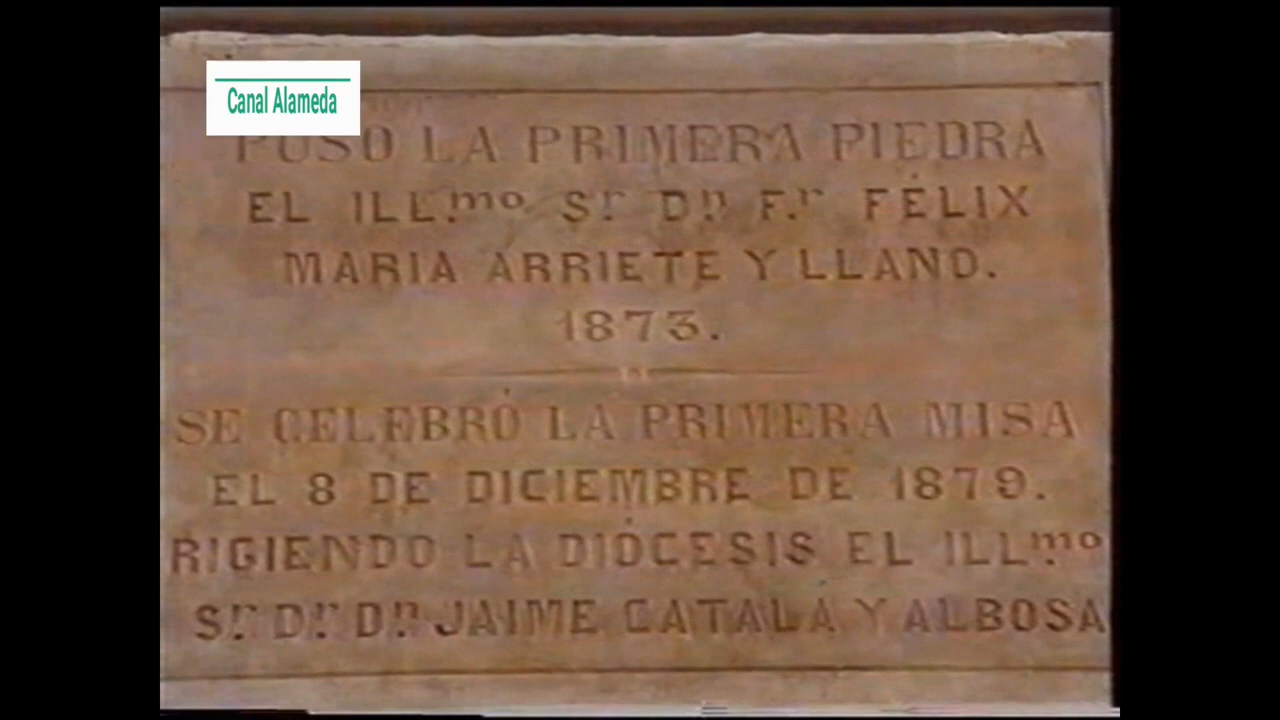 Canal Alameda
PUSO LA PRIMERA PIEDRA
EL ILL.mo Sr. Dn. F.r FÉLIX
MARIA ARRIETE Y LLANO.
1873.
SE CELEBRÓ LA PRIMERA MISA
EL 8 DE DICIEMBRE DE 1879.
RIGIENDO LA DIÓCESIS EL ILL.mo
Sr. Dr. Dn. JAIME CATALA Y ALBOSA